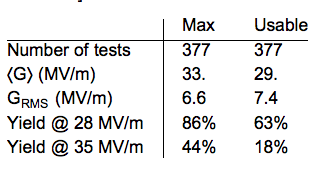 Max Usable
Number of tests 377 377
⟨G⟩ (MV/m) 33. 29.
GRMS (MV/m) 6.6 7.4
Yield @ 28 MV/m 86% 63%
Yield @ 35 MV/m 44% 18%